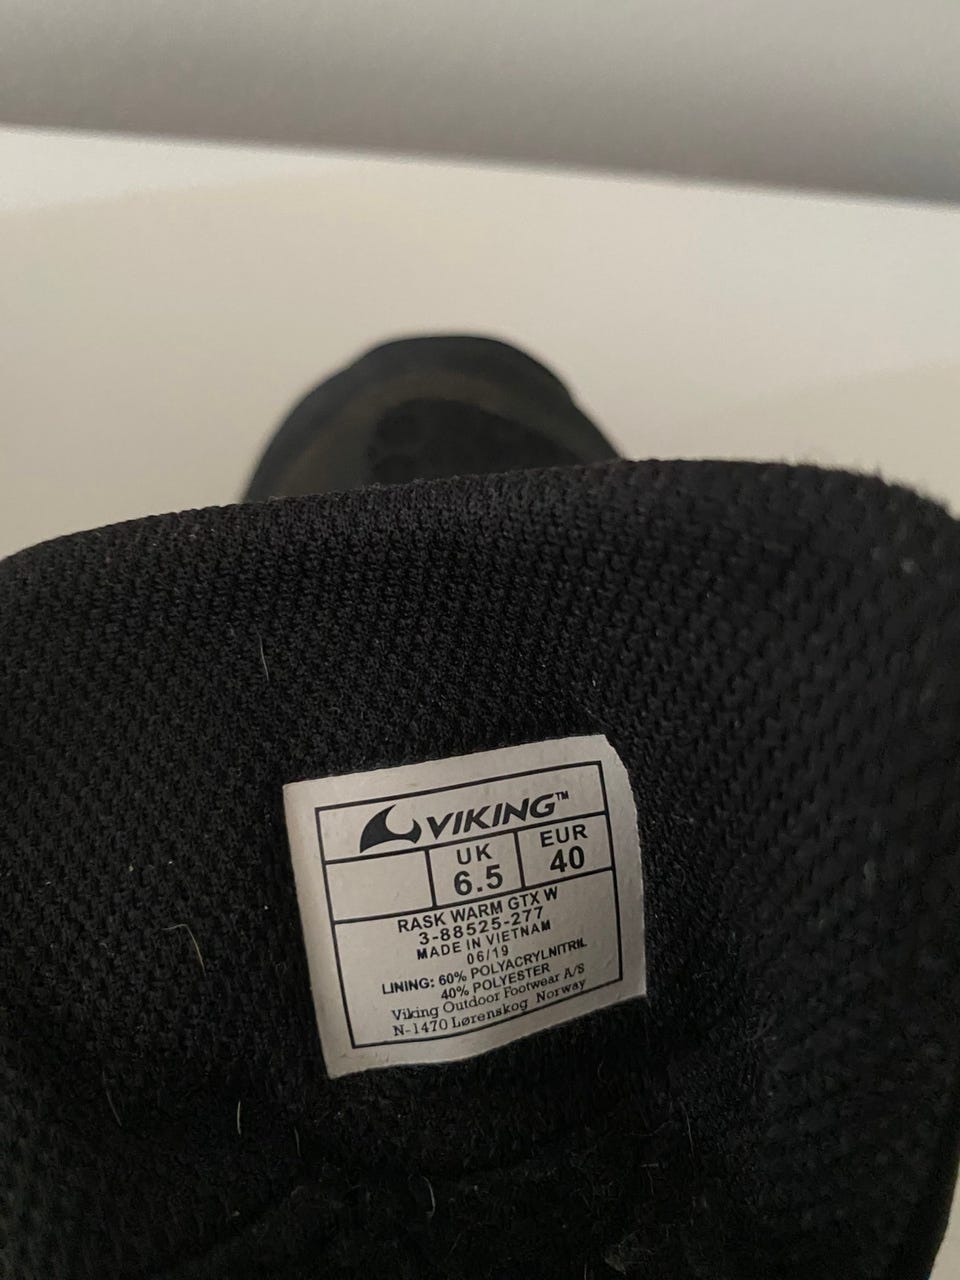 VIKING™
UK
6.5
EUR
40
RASK WARM GTX W
3-88525-277
MADE IN VIETNAM
06/19
LINING: 60% POLYACRYLNITRIL
40% POLYESTER
Viking Outdoor Footwear A/S
N-1470 Lørenskog Norway